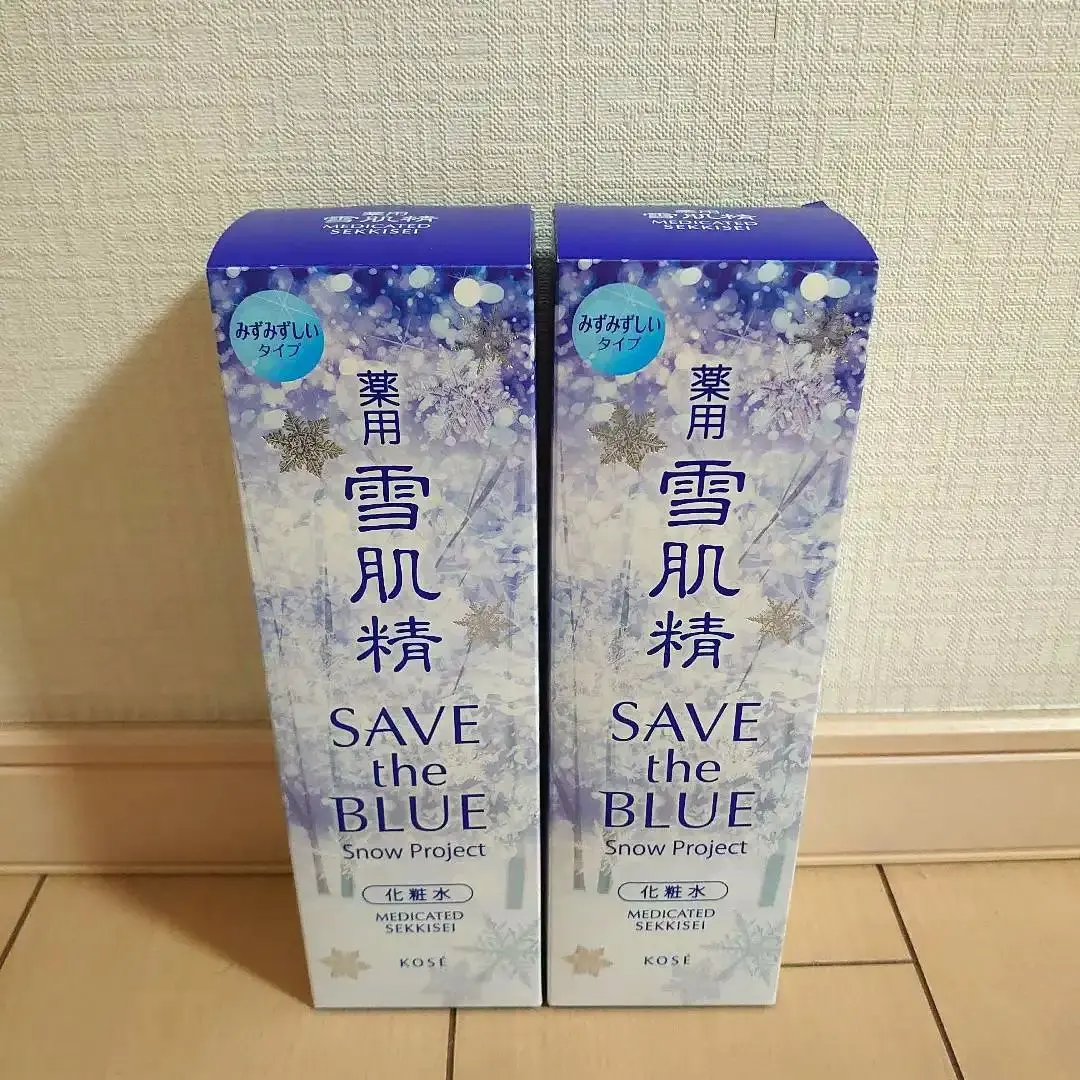 薬用
雪肌精
MEDICATED
SEKKISEI
みずみずしい
タイプ
薬用
雪肌精
SAVE
the
BLUE
Snow Project
化粧水
MEDICATED
SEKKISEI
KOSÉ
薬用
雪肌精
MEDICATED
SEKKISEI
みずみずしい
タイプ
薬用
雪肌精
SAVE
the
BLUE
Snow Project
化粧水
MEDICATED
SEKKISEI
KOSÉ